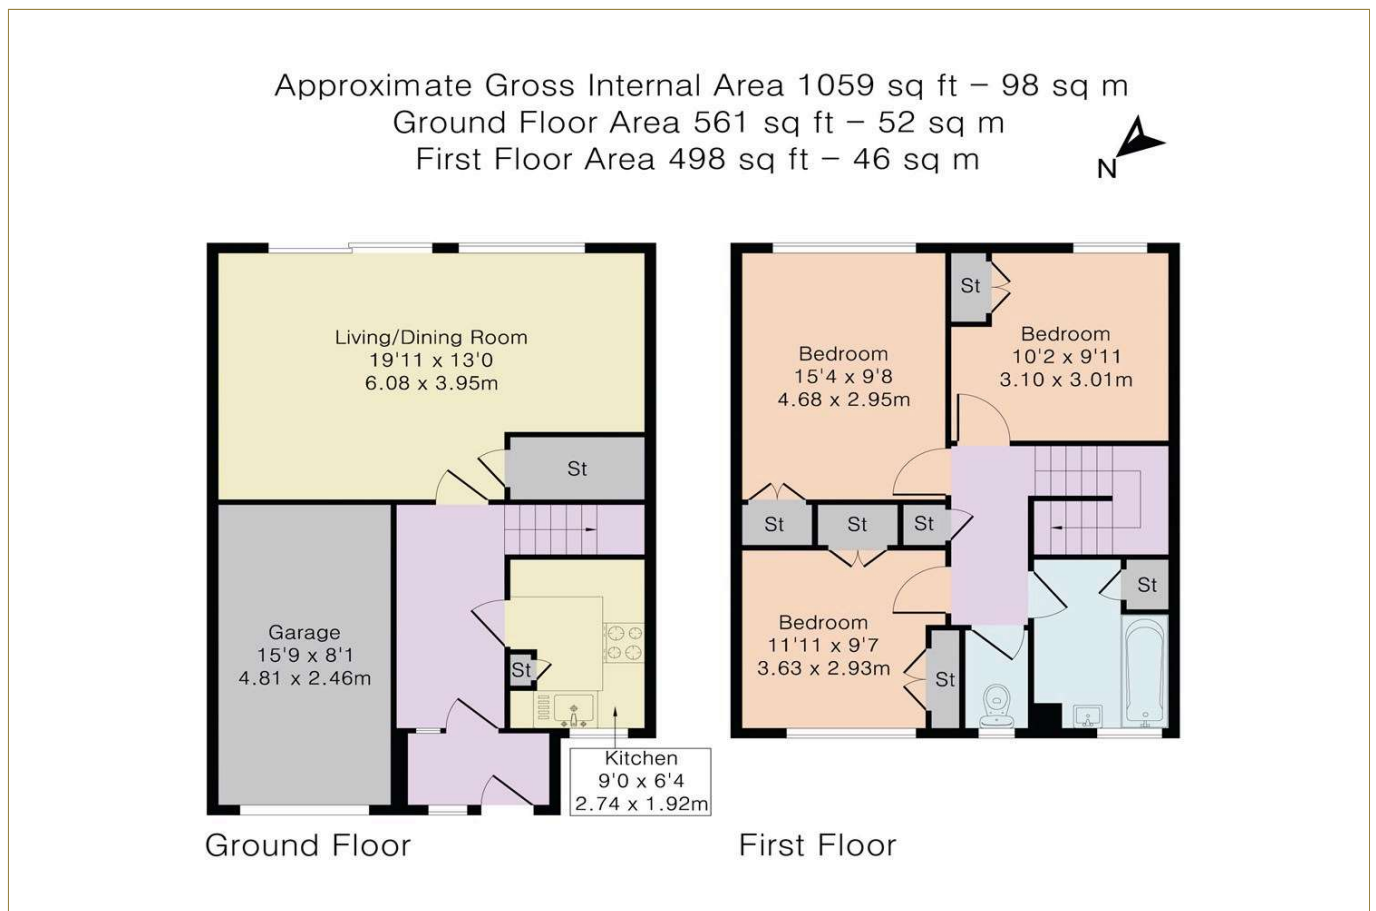 Approximate Gross Internal Area 1059 sq ft – 98 sq m
Ground Floor Area 561 sq ft – 52 sq m
First Floor Area 498 sq ft – 46 sq m
N
Living/Dining Room
19'11 x 13'0
6.08 x 3.95m
St
Garage
15'9 x 8'1
4.81 x 2.46m
St
Kitchen
9'0 x 6'4
2.74 x 1.92m
Ground Floor
St
Bedroom
10'2 x 9'11
3.10 x 3.01m
Bedroom
15'4 x 9'8
4.68 x 2.95m
St
St
St
St
Bedroom
11'11 x 9'7
3.63 x 2.93m
St
First Floor